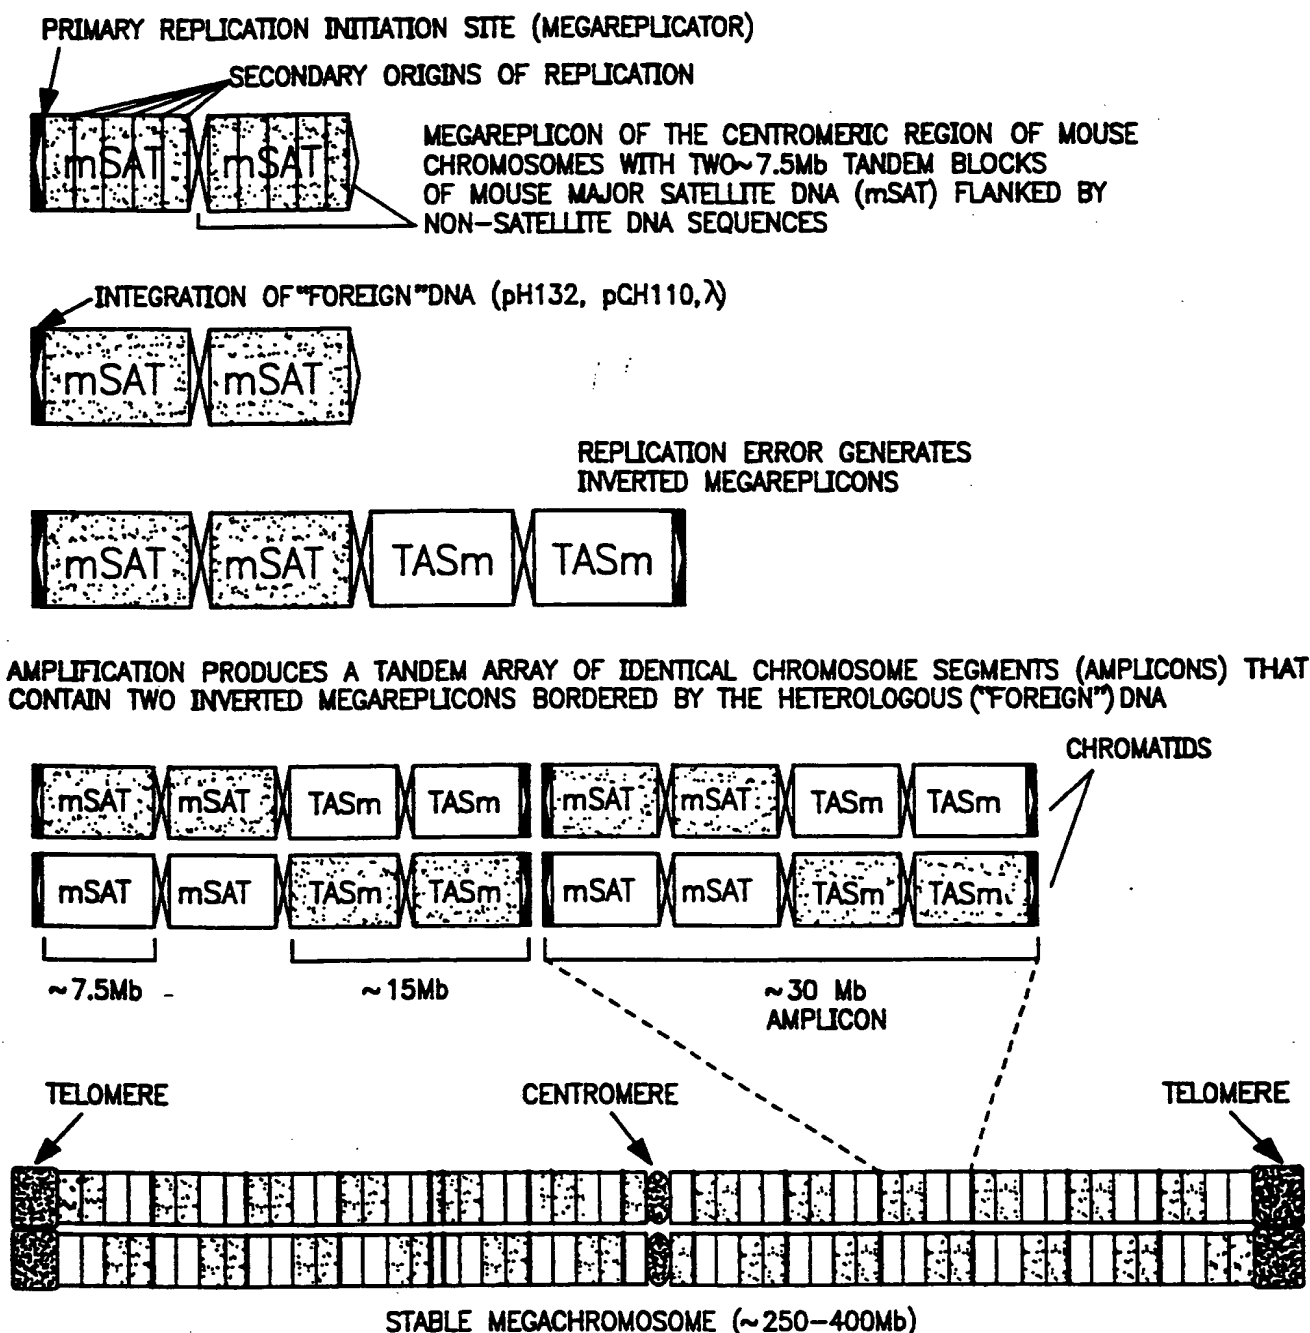 PRIMARY REPLICATION INITIATION SITE (MEGAREPLICATOR)
SECONDARY ORIGINS OF REPLICATION
mSAT mSAT
MEGAREPLICON OF THE CENTROMERIC REGION OF MOUSE
CHROMOSOMES WITH TWO~7.5Mb TANDEM BLOCKS
OF MOUSE MAJOR SATELLITE DNA (mSAT) FLANKED BY
NON-SATELLITE DNA SEQUENCES
INTEGRATION OF "FOREIGN" DNA (pH132, pCH110, λ)
mSAT mSAT
REPLICATION ERROR GENERATES
INVERTED MEGAREPLICONS
mSAT mSAT TASm TASm
AMPLIFICATION PRODUCES A TANDEM ARRAY OF IDENTICAL CHROMOSOME SEGMENTS (AMPLICONS) THAT
CONTAIN TWO INVERTED MEGAREPLICONS BORDERED BY THE HETEROLOGOUS ("FOREIGN") DNA
CHROMATIDS
mSAT mSAT TASm TASm mSAT mSAT TASm TASm
mSAT mSAT TASm TASm mSAT mSAT TASm TASm
~7.5Mb ~15Mb ~30 Mb
AMPLICON
TELOMERE CENTROMERE TELOMERE
STABLE MEGACHROMOSOME (~250-400Mb)